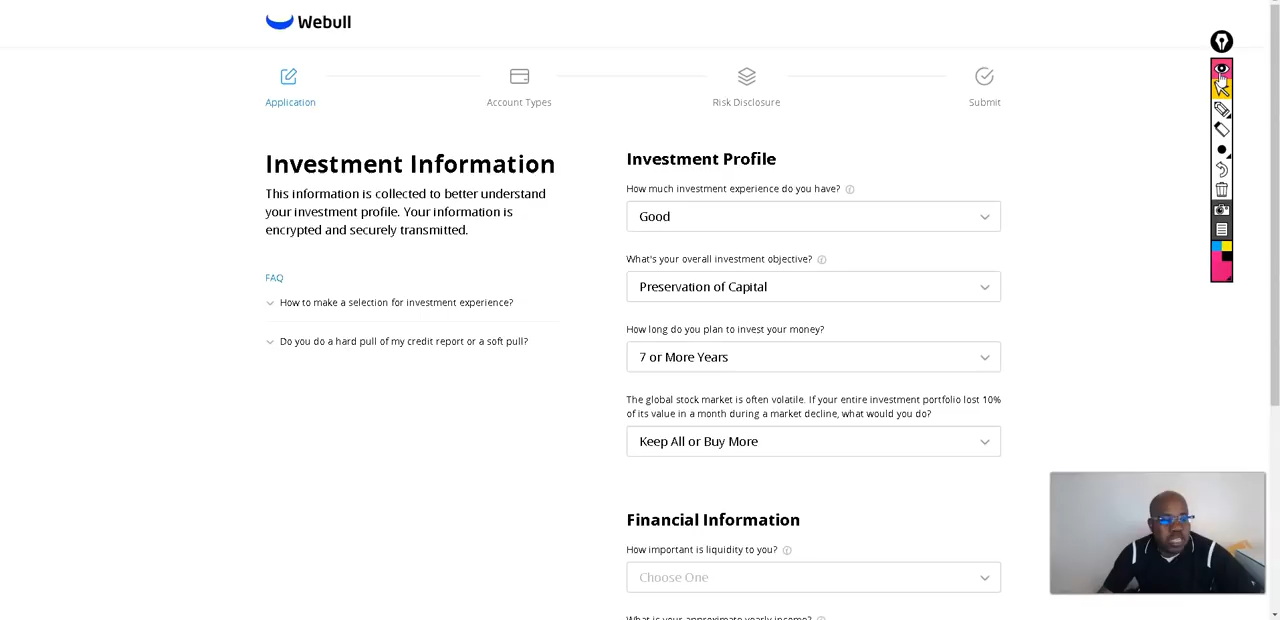 Webull
Application
Account Types
Risk Disclosure
Submit
Investment Information
This information is collected to better understand
your investment profile. Your information is
encrypted and securely transmitted.
FAQ
How to make a selection for investment experience?
Do you do a hard pull of my credit report or a soft pull?
Investment Profile
How much investment experience do you have?
Good
What's your overall investment objective?
Preservation of Capital
How long do you plan to invest your money?
7 or More Years
The global stock market is often volatile. If your entire investment portfolio lost 10%
of its value in a month during a market decline, what would you do?
Keep All or Buy More
Financial Information
How important is liquidity to you?
Choose One
What is your approximate yearly income?